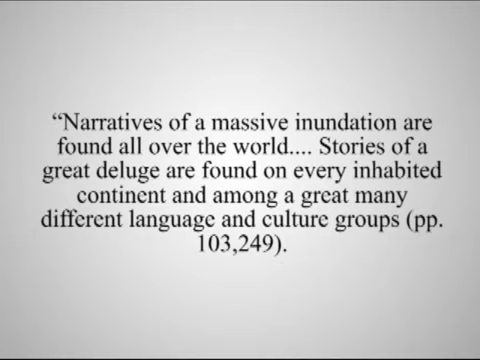 “Narratives of a massive inundation are
found all over the world.... Stories of a
great deluge are found on every inhabited
continent and among a great many
different language and culture groups (pp.
103,249).